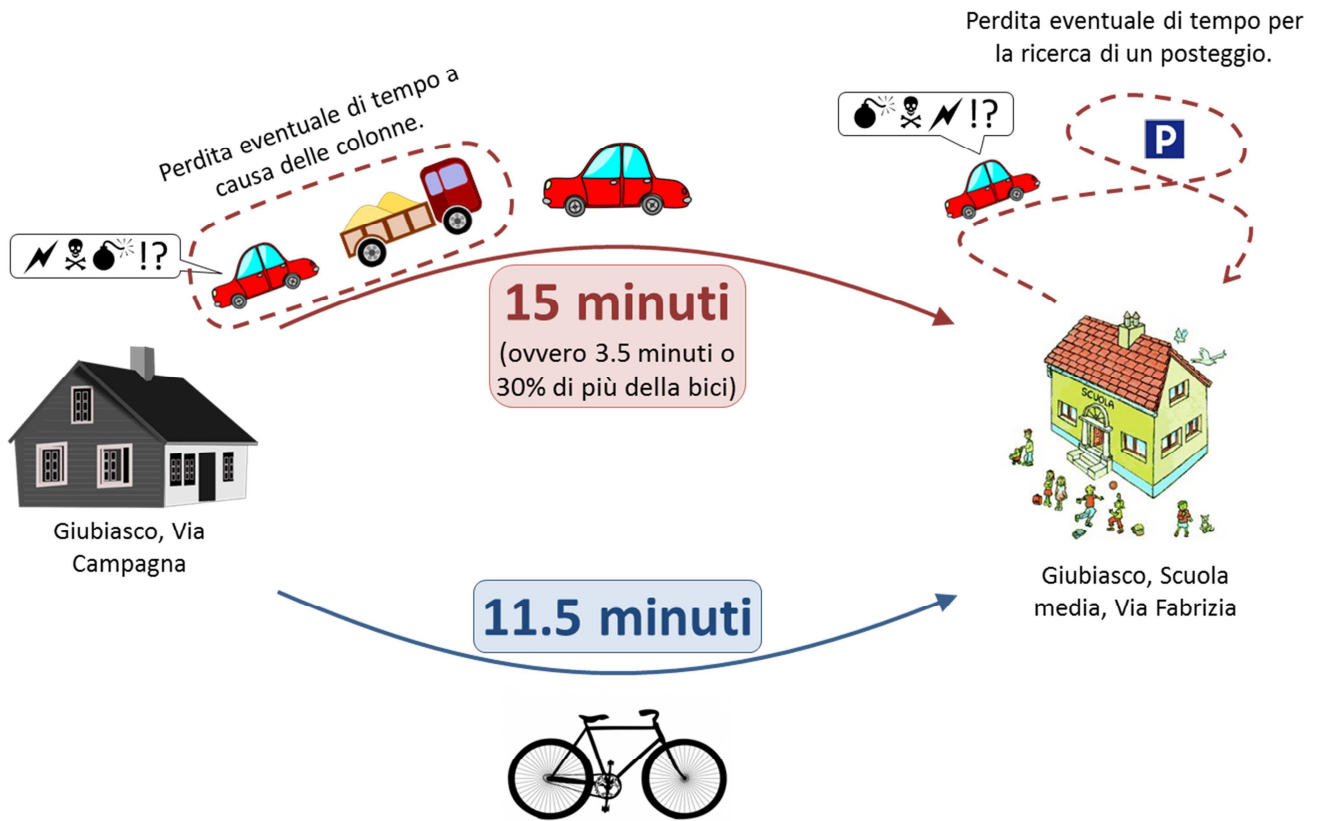 Perdita eventuale di tempo per
la ricerca di un posteggio.
!?
P
Perdita eventuale di tempo a
causa delle colonne.
!?
15 minuti
(ovvero 3.5 minuti o
30% di più della bici)
SCUOLA
Giubiasco, Via
Campagna
Giubiasco, Scuola
media, Via Fabrizia
11.5 minuti